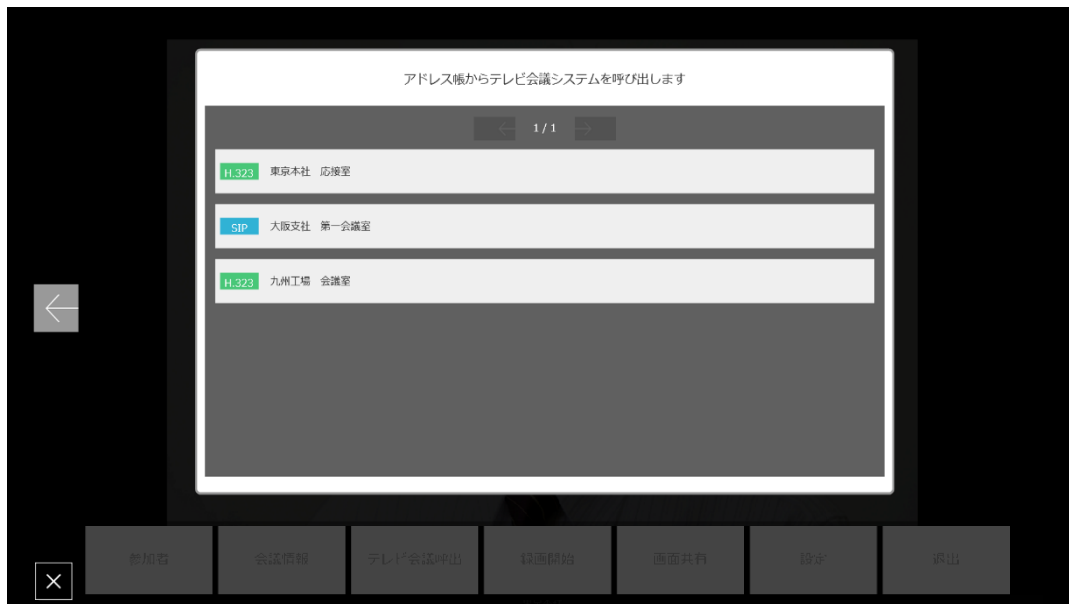 アドレス帳からテレビ会議システムを呼び出します
1 / 1
H.323 東京本社　応接室
SIP 大阪支社　第一会議室
H.323 九州工場　会議室
参加者 会議情報 テレビ会議呼出 録画開始 画面共有 設定 退出